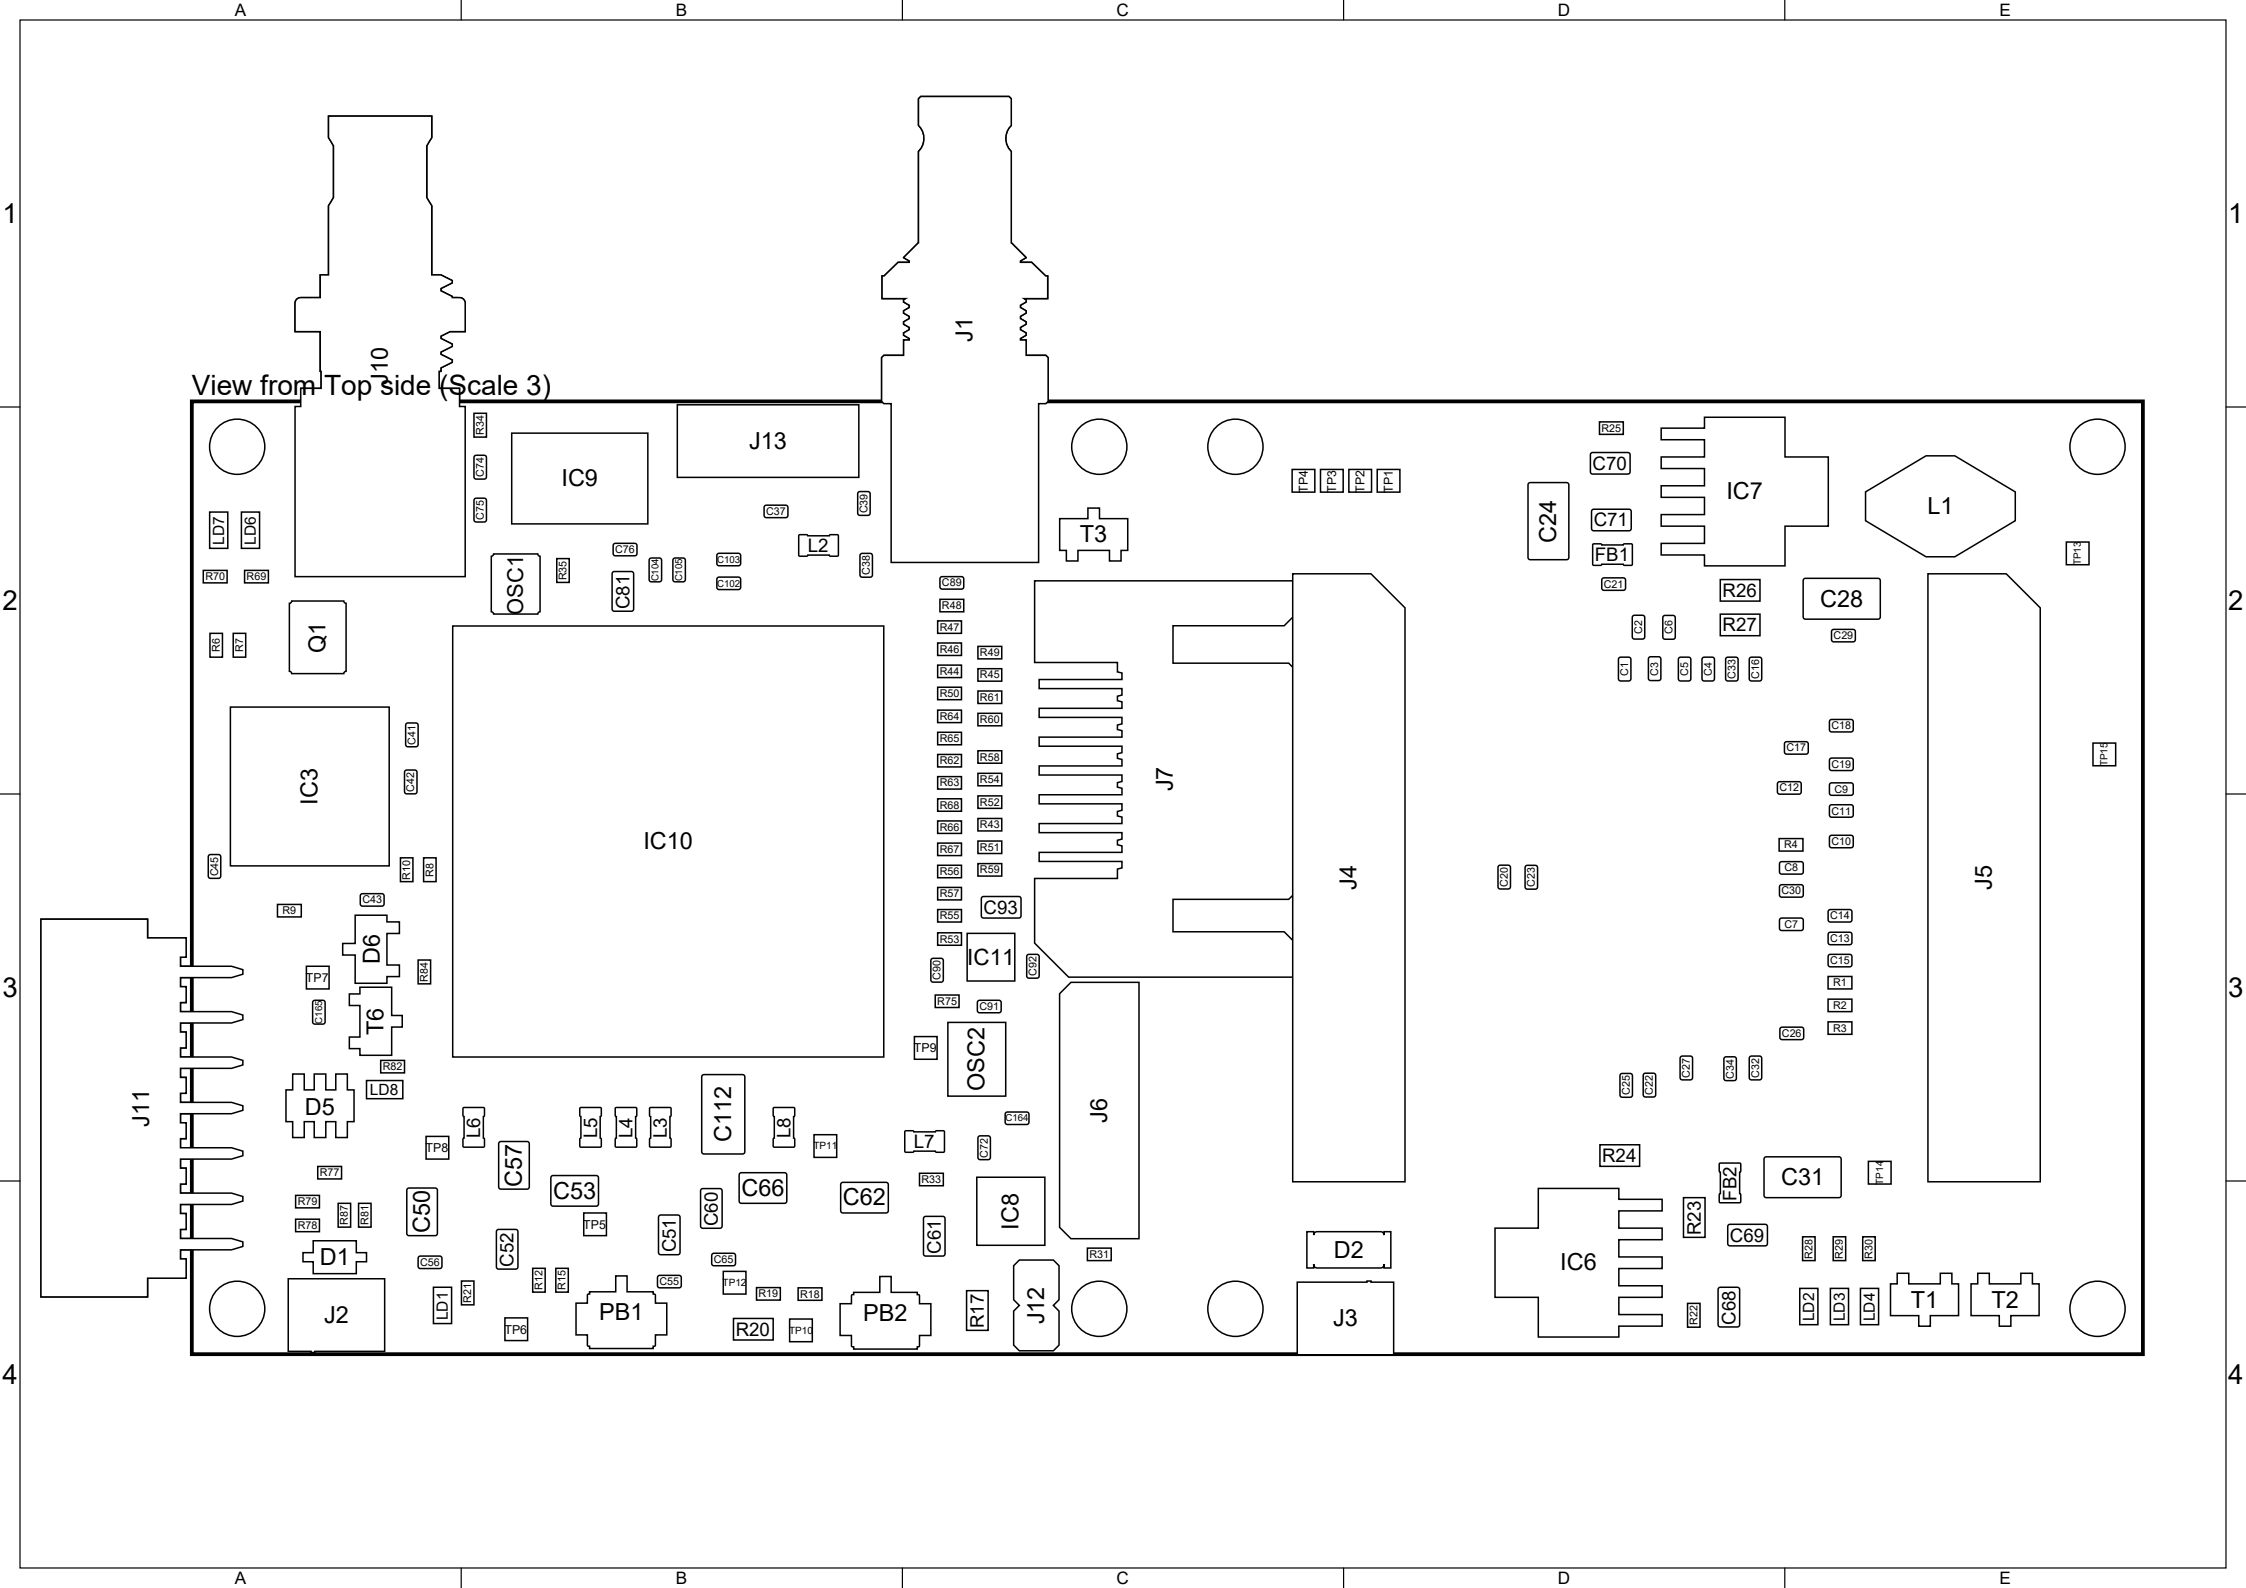 A B C D E
1 1
J1
J10
View from Top side (Scale 3)
R34 J13 R25
C74 IC9 C70
TP4 TP3 TP2 TP1 IC7
C75 C37 C39 C24 C71 L1
LD7 LD6 T3
L2 FB1 TP13
C76 C103 C38
R70 R69 OSC1 R35 C104 C105 C102 C89 C21
C81 R26 C28
2 R48 2
R6 R7 Q1 R47 C2 C6 R27 C29
R46 R49
R44 R45 C1 C3 C5 C4 C33 C16
R50 R61
R64 R60 C18
C41 R65 C17 TP15
R62 R58 C19
IC3 C42 R63 R54 J7 C12 C9
R68 R52 C11
IC10 R66 R43 C10
R67 R51 R4
C45 R10 R8 R56 R59 J4 C20 C23 C8 J5
C43 R57 C30
R9 R55 C93 C14
D6 R53 C7 C13
TP7 R84 C90 IC11 C92 C15
3 R1 3
C165 T6 R75 C91 R2
R3
TP9 OSC2 C26
R82 C27 C34 C32
LD8 C25 C22
J11 D5 C112 J6
L6 L5 L4 L3 L8 C164
TP8 TP11 L7 C72 R24
C57
R77 R33 FB2 C31 TP14
C53 C66 C62
R79 C50 C60 IC8 R23
R78 R87 R81 TP5 C51 C61 C69
C52 R31 D2 R28 R29 R30
D1 C56 C65 IC6
R12 R15 C55 TP12
R21 R19 R18
LD1 J12 LD2 LD3 LD4 T1 T2
J2 PB1 PB2 R17 J3 R22 C68
TP6 R20 TP10
4 4
A B C D E